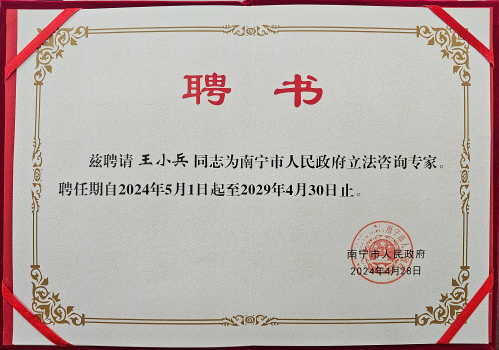 聘书
兹聘请 王小兵 同志为南宁市人民政府立法咨询专家。
聘任期自2024年5月1日起至2029年4月30日止。
南宁市人民政府
2024年4月28日